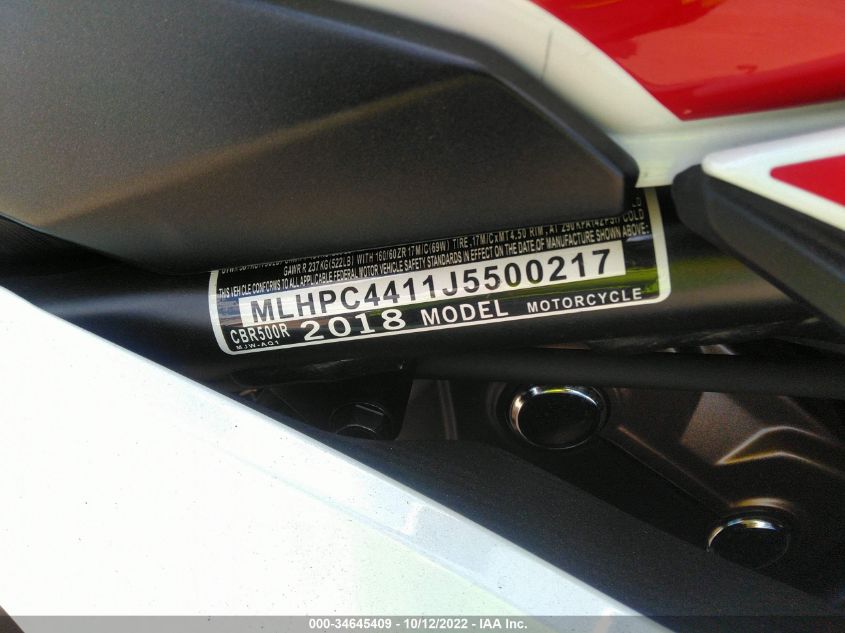 GAWR R 237KG(522LB) WITH 160/60ZR 17M/C(69W) TIRE, 17M/CxMT4.50 RIM, AT 290 KPA(42PSI) COLD
THIS VEHICLE CONFORMS TO ALL APPLICABLE FEDERAL MOTOR VEHICLE SAFETY STANDARDS IN EFFECT ON THE DATE OF MANUFACTURE SHOWN ABOVE.
MLHPC4411J5500217
CBR500R 2018 MODEL MOTORCYCLE
MJW-AQ1
000-34645409 - 10/12/2022 - IAA Inc.